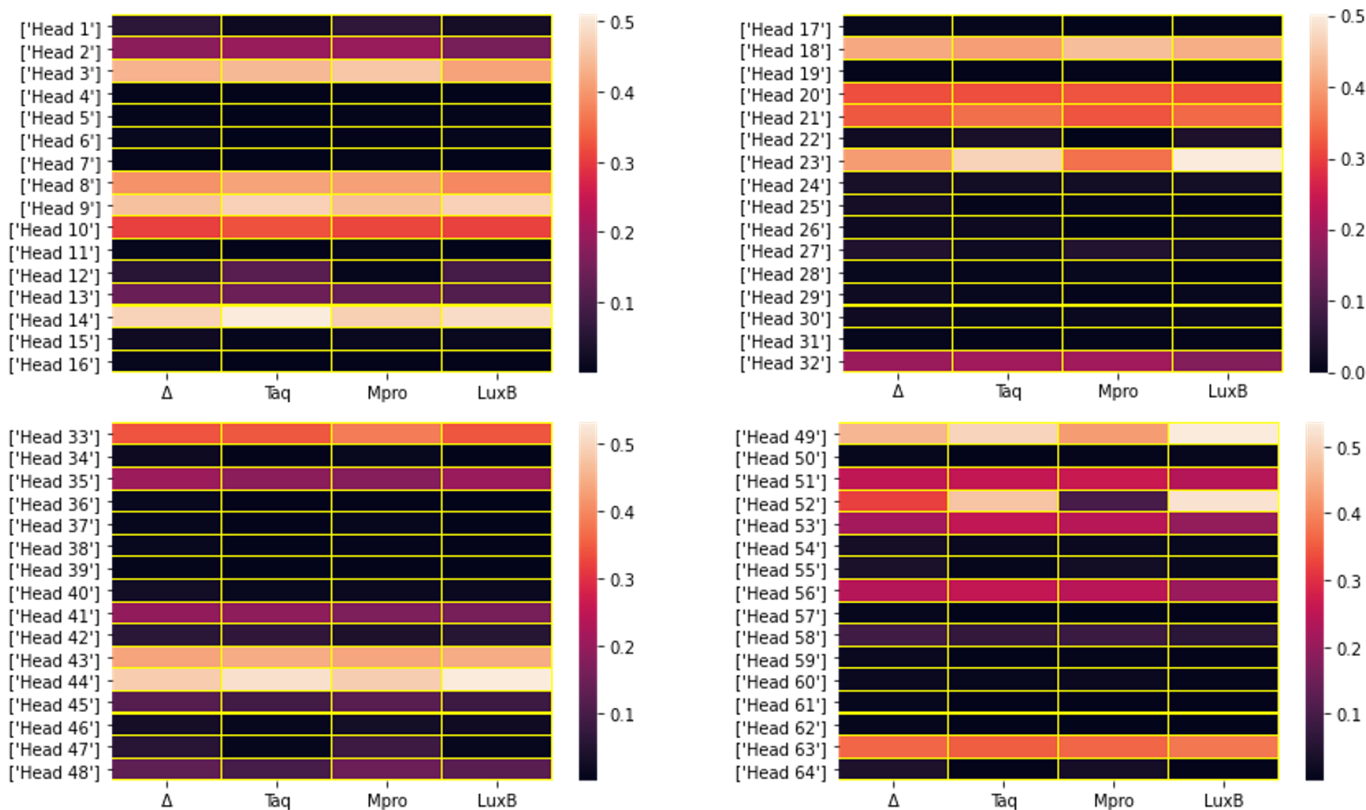 ['Head 1']
['Head 2']
['Head 3']
['Head 4']
['Head 5']
['Head 6']
['Head 7']
['Head 8']
['Head 9']
['Head 10']
['Head 11']
['Head 12']
['Head 13']
['Head 14']
['Head 15']
['Head 16']
Δ Taq Mpro LuxB
0.5
0.4
0.3
0.2
0.1
['Head 17']
['Head 18']
['Head 19']
['Head 20']
['Head 21']
['Head 22']
['Head 23']
['Head 24']
['Head 25']
['Head 26']
['Head 27']
['Head 28']
['Head 29']
['Head 30']
['Head 31']
['Head 32']
Δ Taq Mpro LuxB
0.5
0.4
0.3
0.2
0.1
0.0
['Head 33']
['Head 34']
['Head 35']
['Head 36']
['Head 37']
['Head 38']
['Head 39']
['Head 40']
['Head 41']
['Head 42']
['Head 43']
['Head 44']
['Head 45']
['Head 46']
['Head 47']
['Head 48']
Δ Taq Mpro LuxB
0.5
0.4
0.3
0.2
0.1
['Head 49']
['Head 50']
['Head 51']
['Head 52']
['Head 53']
['Head 54']
['Head 55']
['Head 56']
['Head 57']
['Head 58']
['Head 59']
['Head 60']
['Head 61']
['Head 62']
['Head 63']
['Head 64']
Δ Taq Mpro LuxB
0.5
0.4
0.3
0.2
0.1